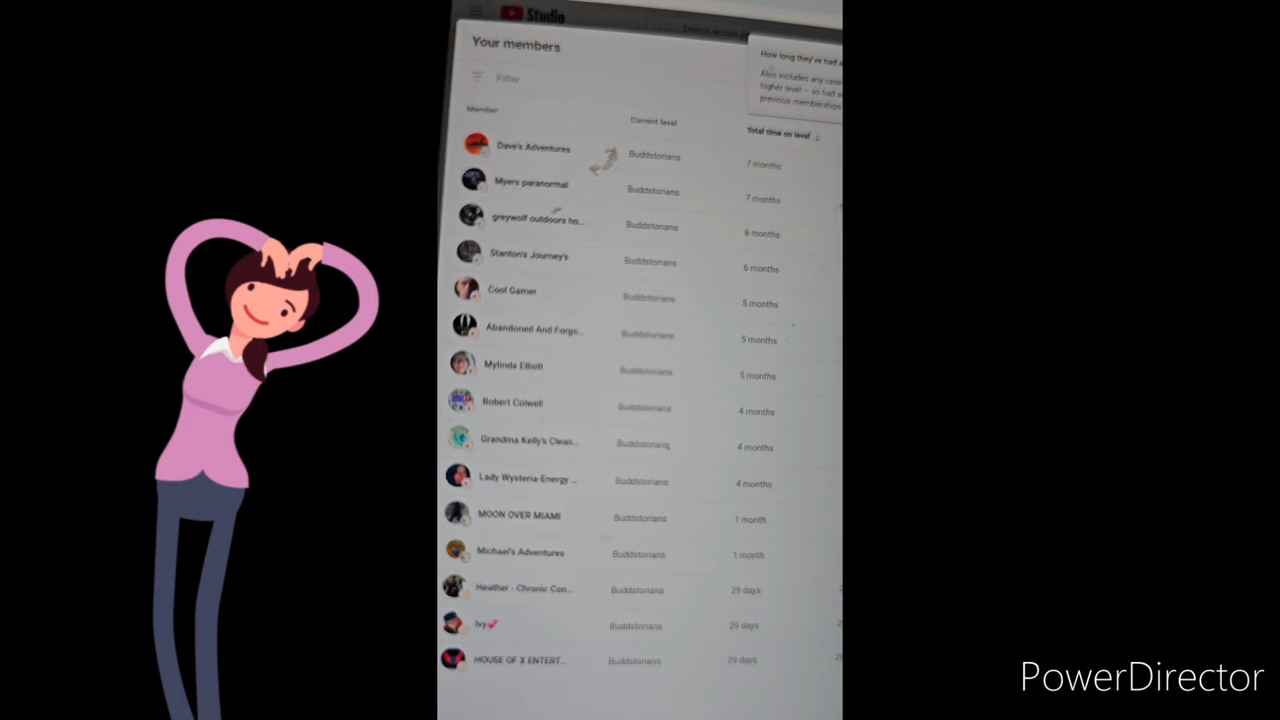 Studio
Search across yo
Your members
How long they've had a
Also includes any case
higher level – so had a
previous memberships
Filter
Member Current level Total time on level ↓
Dave's Adventures Buddstorians 7 months
Myers paranormal Buddstorians 7 months
greywolf outdoors ho... Buddstorians 6 months
Stanton's Journey's Buddstorians 6 months
Cool Gamer Buddstorians 5 months
Abandoned And Forgo... Buddstorians 5 months
Mylinda Elliott Buddstorians 5 months
Robert Colwell Buddstorians 4 months
Grandma Kelly's Clean... Buddstorians 4 months
Lady Wysteria-Energy ... Buddstorians 4 months
MOON OVER MIAMI Buddstorians 1 month
Michael's Adventures Buddstorians 1 month
Heather - Chronic Con... Buddstorians 29 days
Ivy💕 Buddstorians 29 days
HOUSE OF X ENTERT... Buddstorians 29 days
PowerDirector